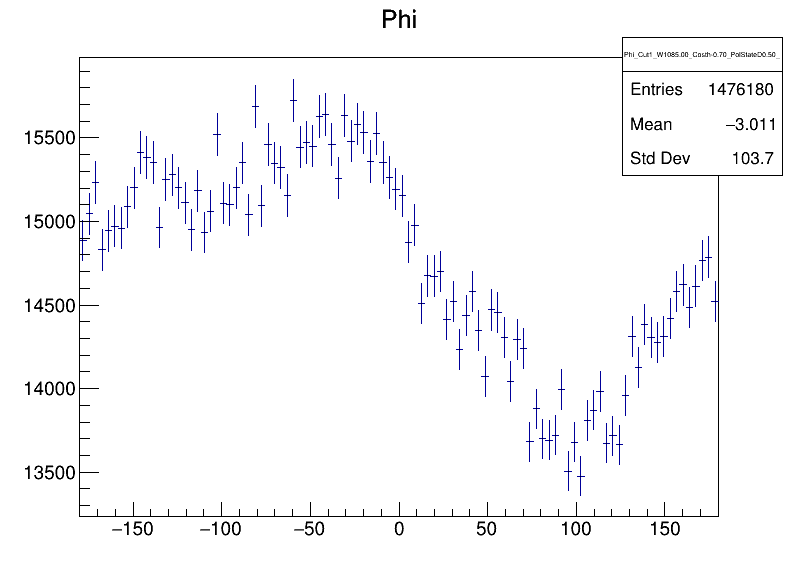 Phi
Phi_Cut1_W1085.00_Costh-0.70_PolStateD0.50_
Entries 1476180
Mean −3.011
Std Dev 103.7
15500
15000
14500
14000
13500
−150 −100 −50 0 50 100 150